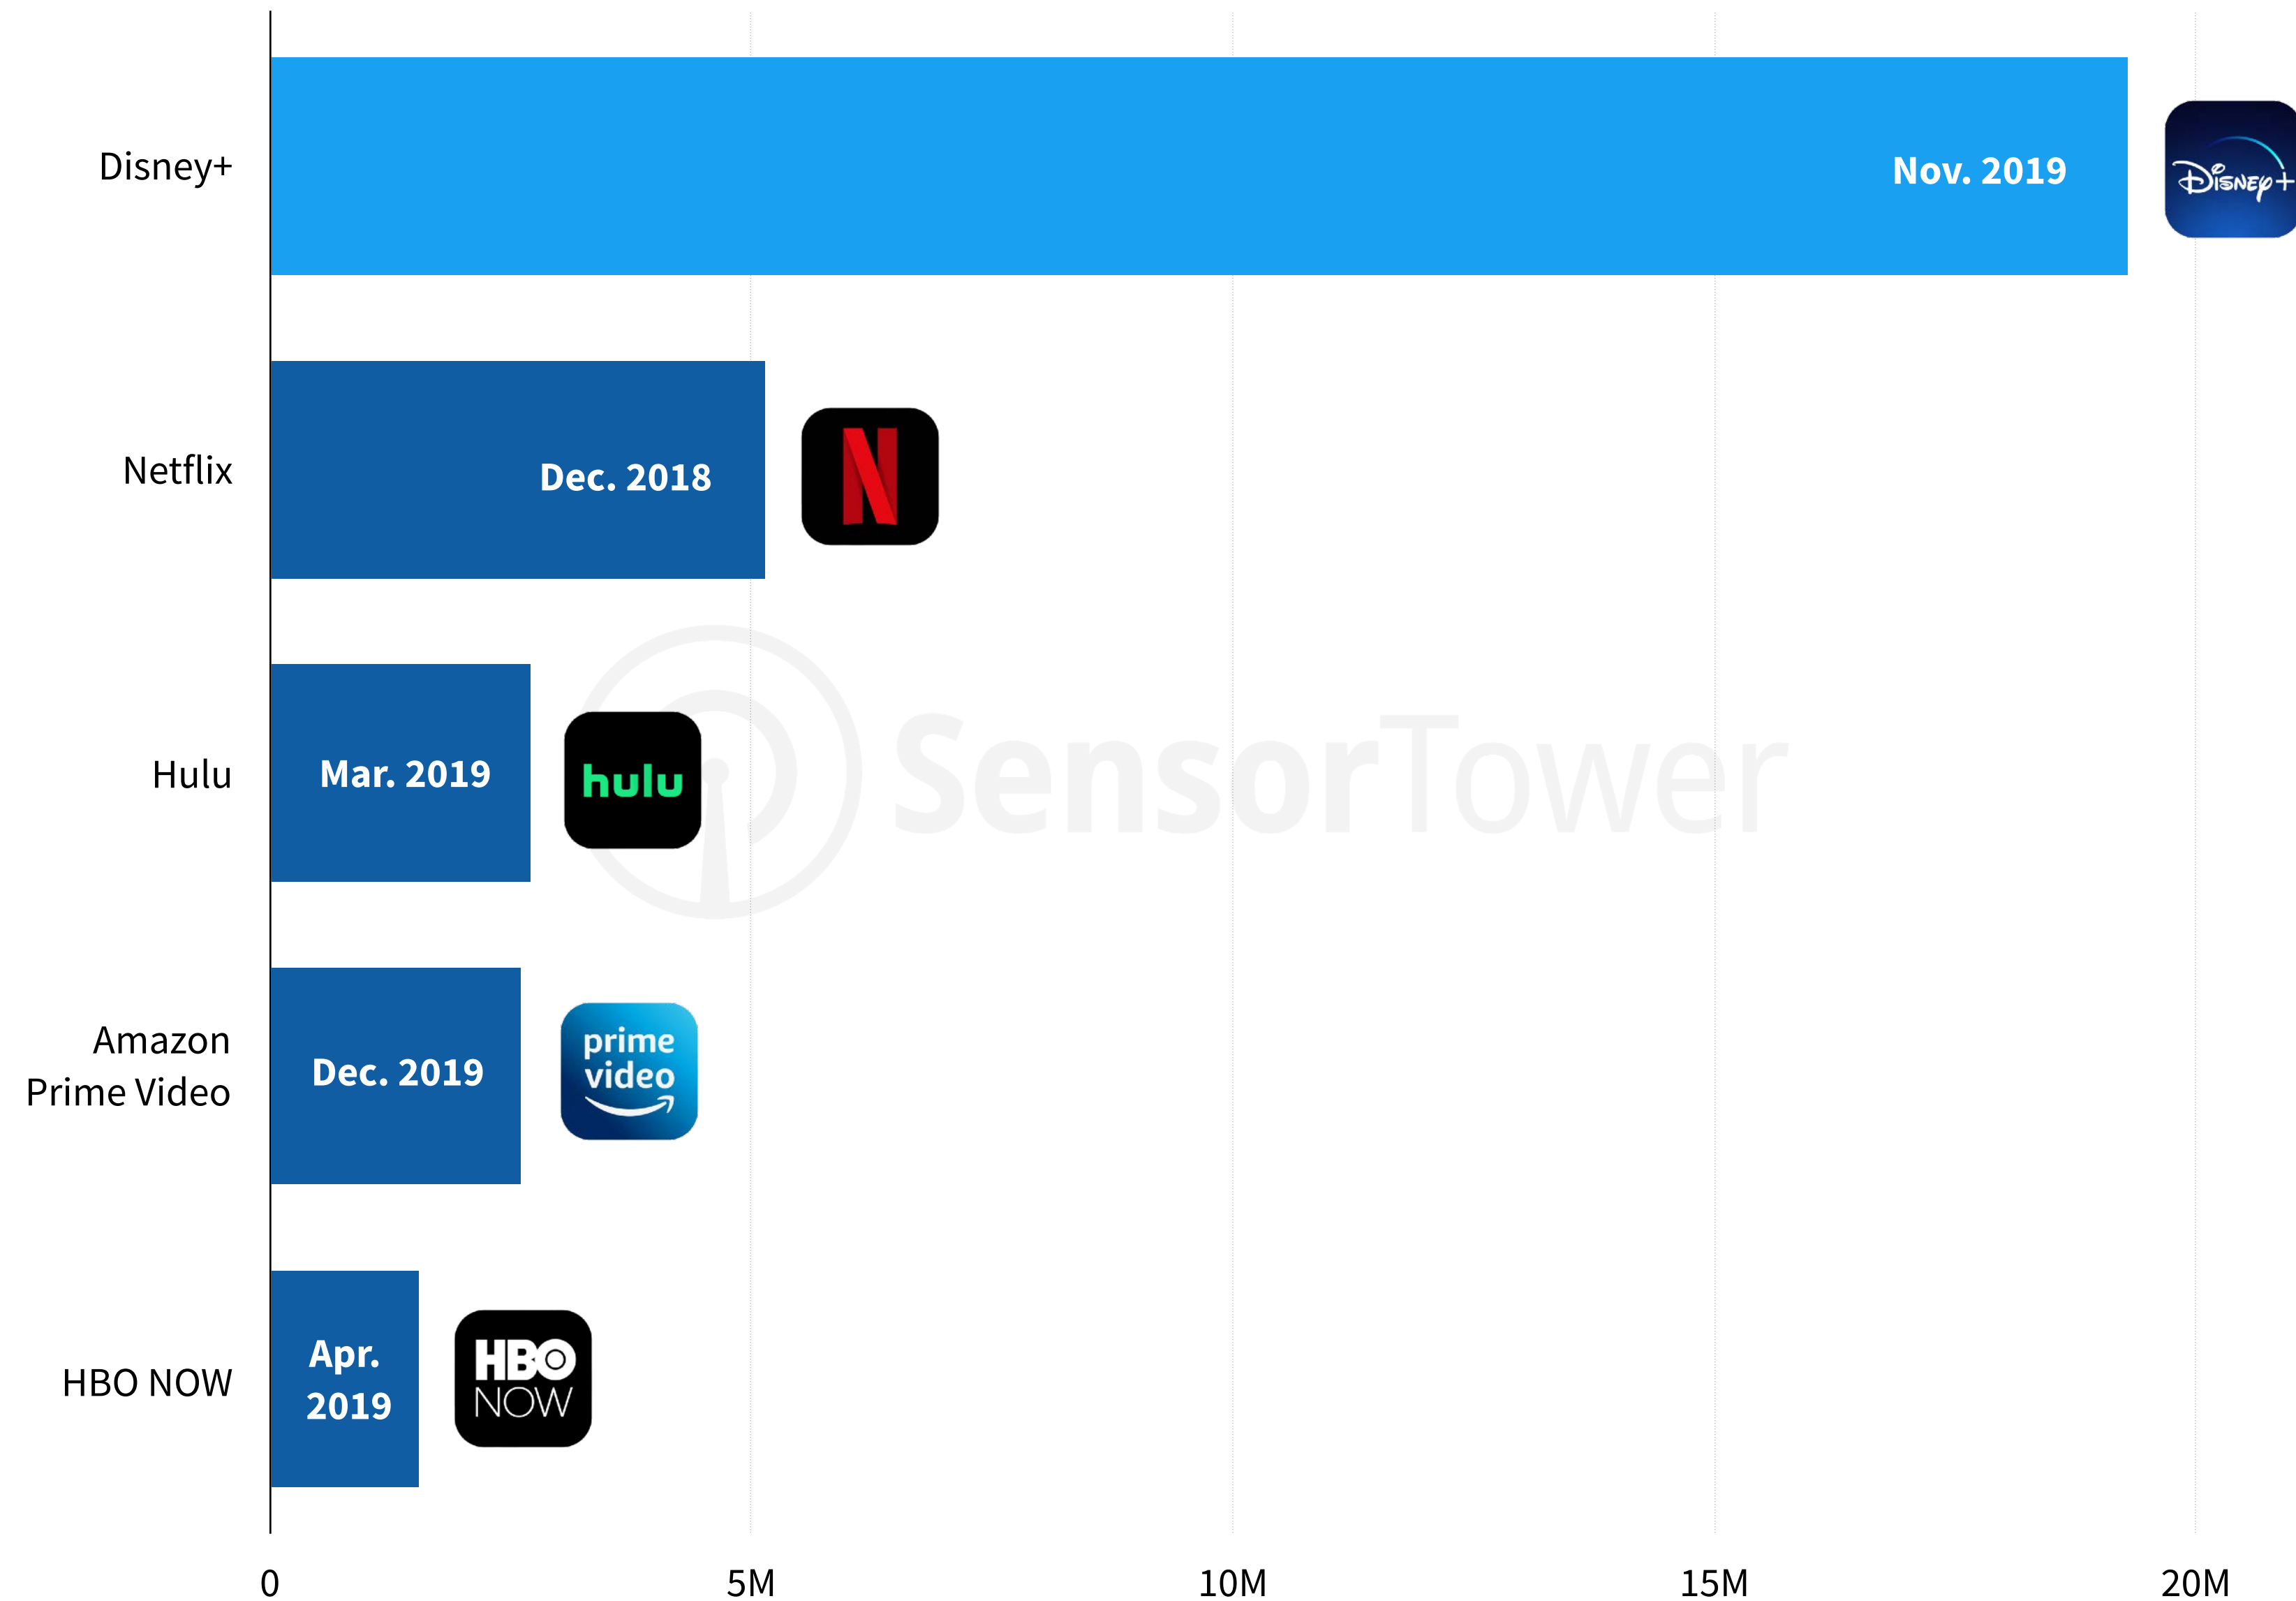 Disney+
Nov. 2019
Disney+
Netflix
Dec. 2018
N
Hulu
Mar. 2019
hulu
SensorTower
Amazon
Prime Video
Dec. 2019
prime
video
HBO NOW
Apr.
2019
HBO
NOW
0 5M 10M 15M 20M